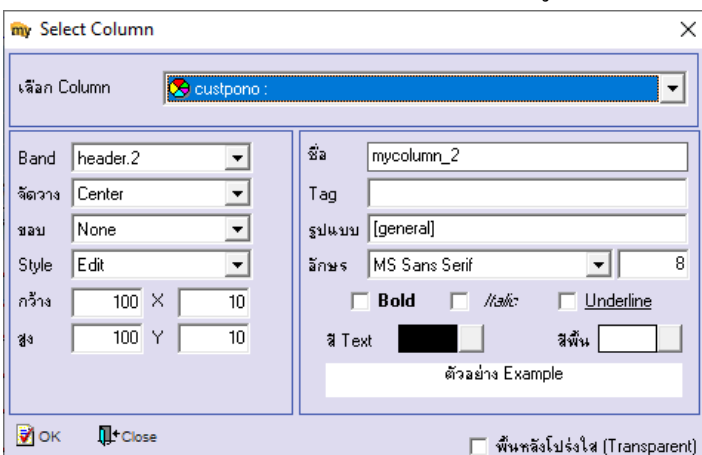 my Select Column
เลือก Column custpono :
Band header.2
จัดวาง Center
ขอบ None
Style Edit
กว้าง 100 X 10
สูง 100 Y 10
ชื่อ mycolumn_2
Tag
รูปแบบ [general]
อักษร MS Sans Serif 8
Bold Italic Underline
สี Text สีพื้น
ตัวอย่าง Example
OK Close
พื้นหลังโปร่งใส (Transparent)